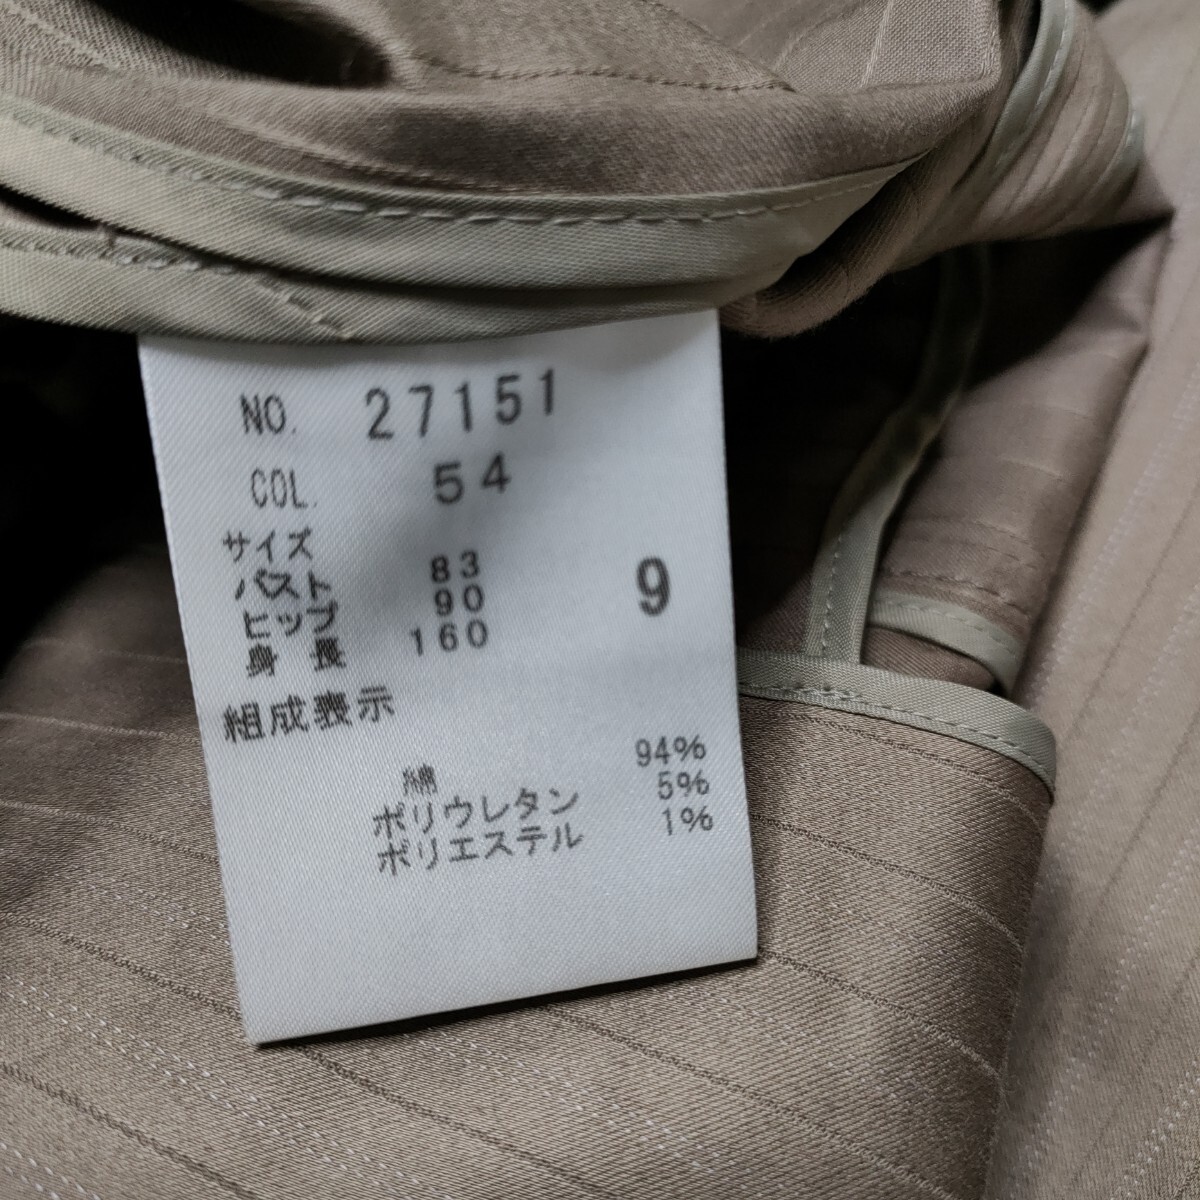 NO. 27151
COL. 54
サイズ
バスト 83
ヒップ 90 9
身長 160
組成表示
綿 94%
ポリウレタン 5%
ポリエステル 1%